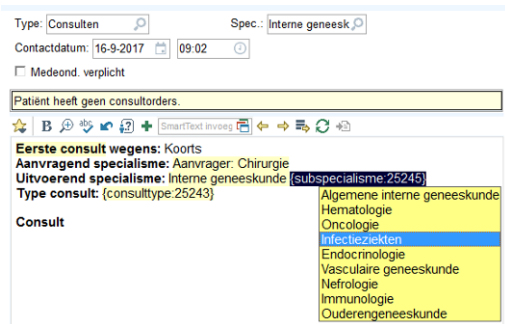 Type: Consulten Spec.: Interne geneesk
Contactdatum: 16-9-2017 09:02
Medeond. verplicht
Patiënt heeft geen consultorders.
B abc SmartText invoeg
Eerste consult wegens: Koorts
Aanvragend specialisme: Aanvrager: Chirurgie
Uitvoerend specialisme: Interne geneeskunde {subspecialisme:25245}
Type consult: {consulttype:25243}
Algemene interne geneeskunde
Hematologie
Consult
Oncologie
Infectieziekten
Endocrinologie
Vasculaire geneeskunde
Nefrologie
Immunologie
Ouderengeneeskunde